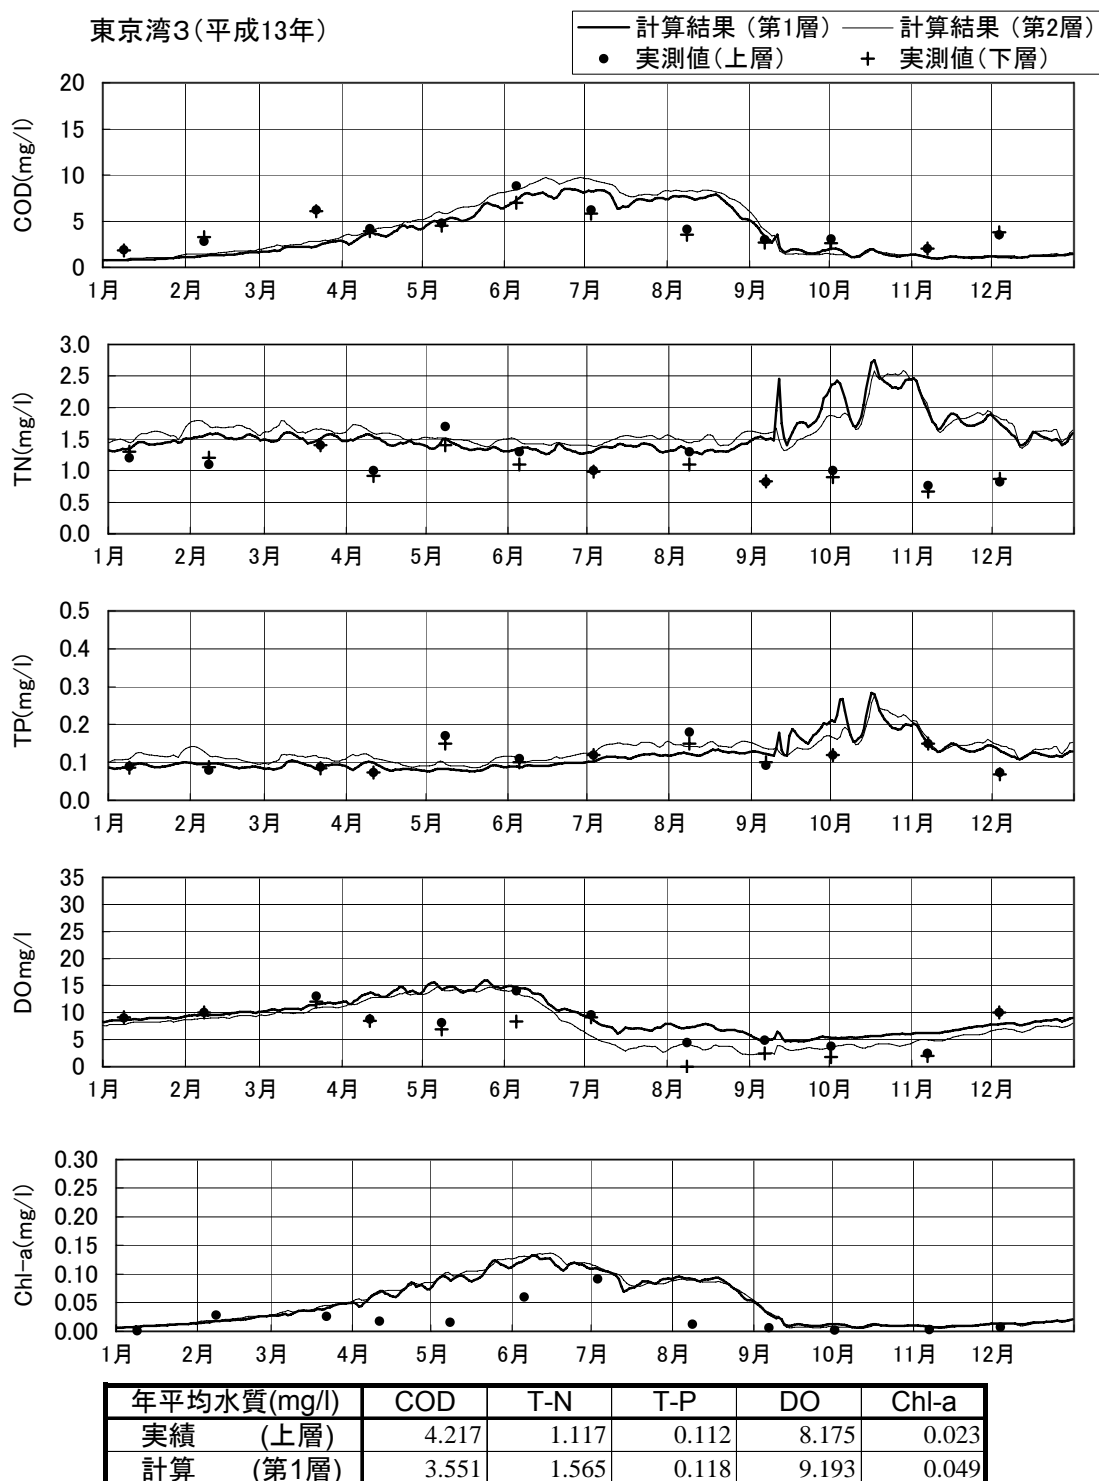 東京湾3(平成13年)
計算結果(第1層) 計算結果(第2層)
実測値(上層) 実測値(下層)
COD(mg/l)
20
15
10
5
0
1月 2月 3月 4月 5月 6月 7月 8月 9月 10月 11月 12月
TN(mg/l)
3.0
2.5
2.0
1.5
1.0
0.5
0.0
1月 2月 3月 4月 5月 6月 7月 8月 9月 10月 11月 12月
TP(mg/l)
0.5
0.4
0.3
0.2
0.1
0.0
1月 2月 3月 4月 5月 6月 7月 8月 9月 10月 11月 12月
DOmg/l
35
30
25
20
15
10
5
0
1月 2月 3月 4月 5月 6月 7月 8月 9月 10月 11月 12月
Chl-a(mg/l)
0.30
0.25
0.20
0.15
0.10
0.05
0.00
1月 2月 3月 4月 5月 6月 7月 8月 9月 10月 11月 12月
年平均水質(mg/l) COD T-N T-P DO Chl-a
実績 (上層) 4.217 1.117 0.112 8.175 0.023
計算 (第1層) 3.551 1.565 0.118 9.193 0.049